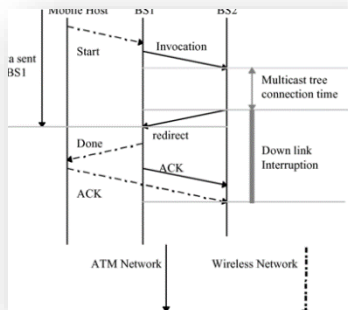 Mobile Host BS1 BS2
a sent
BS1
Start
Invocation
Multicast tree
connection time
redirect
Done
ACK
Down link
Interruption
ACK
ATM Network
Wireless Network